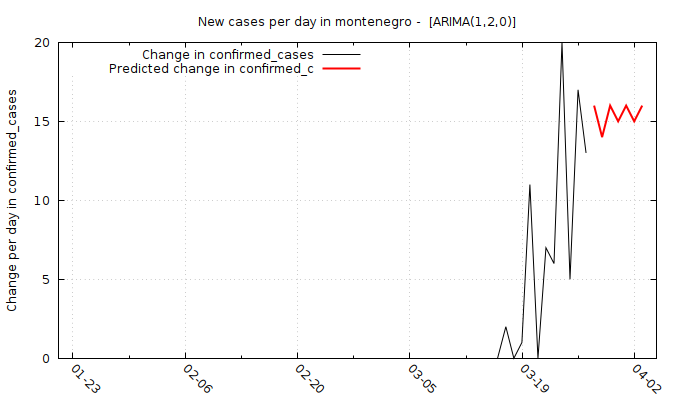 New cases per day in montenegro -  [ARIMA(1,2,0)]
Change in confirmed_cases
Predicted change in confirmed_c
Change per day in confirmed_cases
20
15
10
5
0
01-23
02-06
02-20
03-05
03-19
04-02